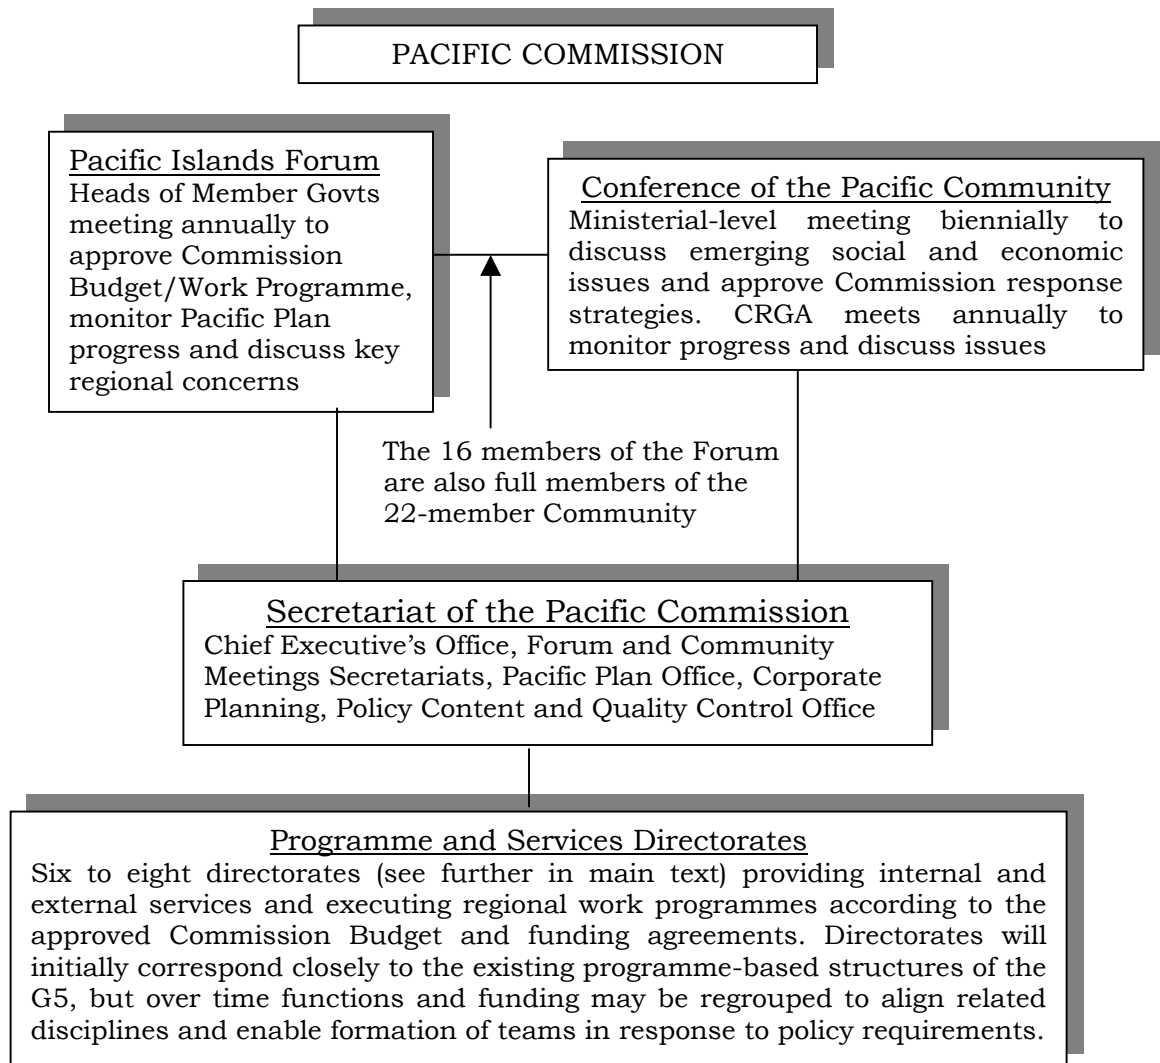 PACIFIC COMMISSION
Pacific Islands Forum
Heads of Member Govts
meeting annually to
approve Commission
Budget/Work Programme,
monitor Pacific Plan
progress and discuss key
regional concerns
Conference of the Pacific Community
Ministerial-level meeting biennially to
discuss emerging social and economic
issues and approve Commission response
strategies. CRGA meets annually to
monitor progress and discuss issues
The 16 members of the Forum
are also full members of the
22-member Community
Secretariat of the Pacific Commission
Chief Executive's Office, Forum and Community
Meetings Secretariats, Pacific Plan Office, Corporate
Planning, Policy Content and Quality Control Office
Programme and Services Directorates
Six to eight directorates (see further in main text) providing internal and
external services and executing regional work programmes according to the
approved Commission Budget and funding agreements. Directorates will
initially correspond closely to the existing programme-based structures of the
G5, but over time functions and funding may be regrouped to align related
disciplines and enable formation of teams in response to policy requirements.